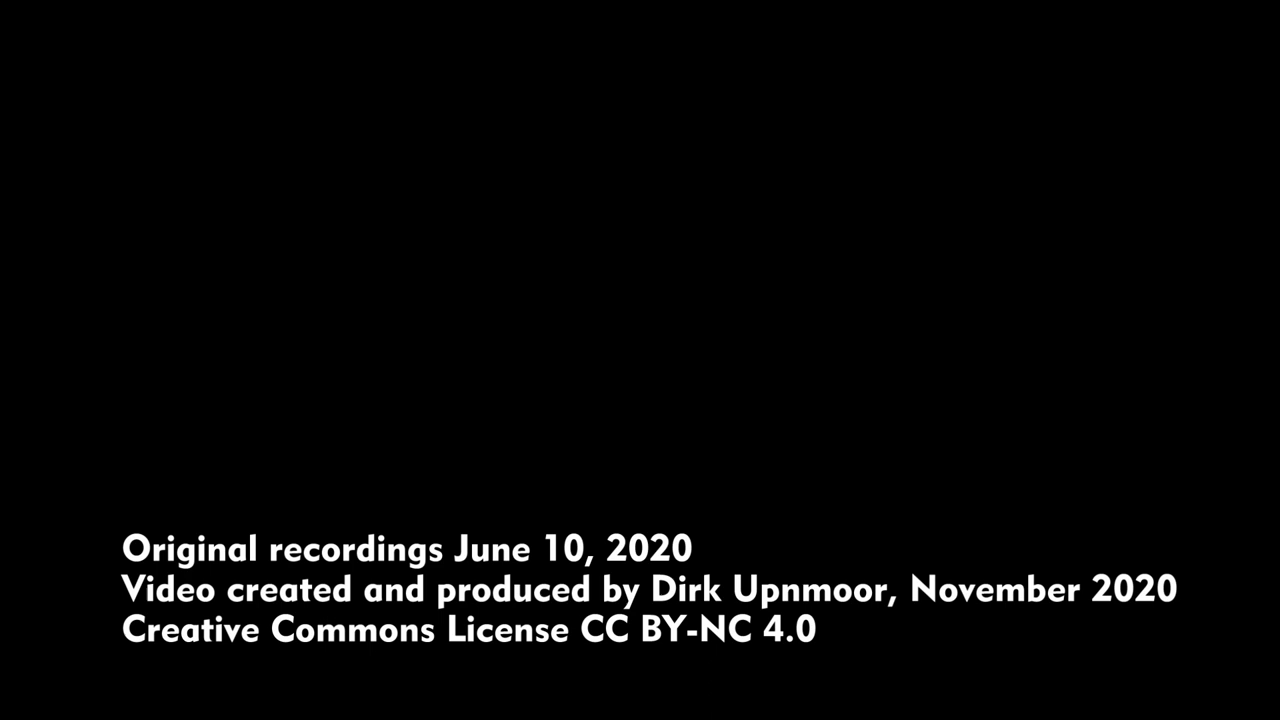 Original recordings June 10, 2020
Video created and produced by Dirk Upnmoor, November 2020
Creative Commons License CC BY-NC 4.0